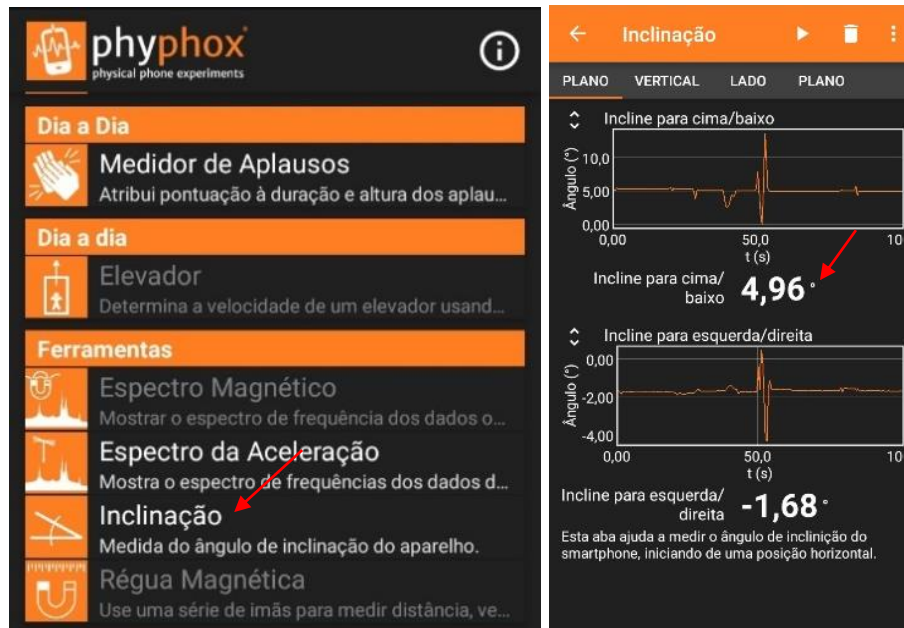 phyphox
physical phone experiments
Dia a Dia
Medidor de Aplausos
Atribui pontuação à duração e altura dos aplau...
Dia a dia
Elevador
Determina a velocidade de um elevador usand...
Ferramentas
Espectro Magnético
Mostrar o espectro de frequência dos dados o...
Espectro da Aceleração
Mostra o espectro de frequências dos dados d...
Inclinação
Medida do ângulo de inclinação do aparelho.
Régua Magnética
Use uma série de imãs para medir distância, ve...
Inclinação
PLANO VERTICAL LADO PLANO
Incline para cima/baixo
Ângulo (°)
10,0
5,00
0,00
0,00 50,0 10
t (s)
Incline para cima/
baixo 4,96 °
Incline para esquerda/direita
Ângulo (°)
0,00
-2,00
-4,00
0,00 50,0 10
t (s)
Incline para esquerda/
direita -1,68 °
Esta aba ajuda a medir o ângulo de inclinição do
smartphone, iniciando de uma posição horizontal.